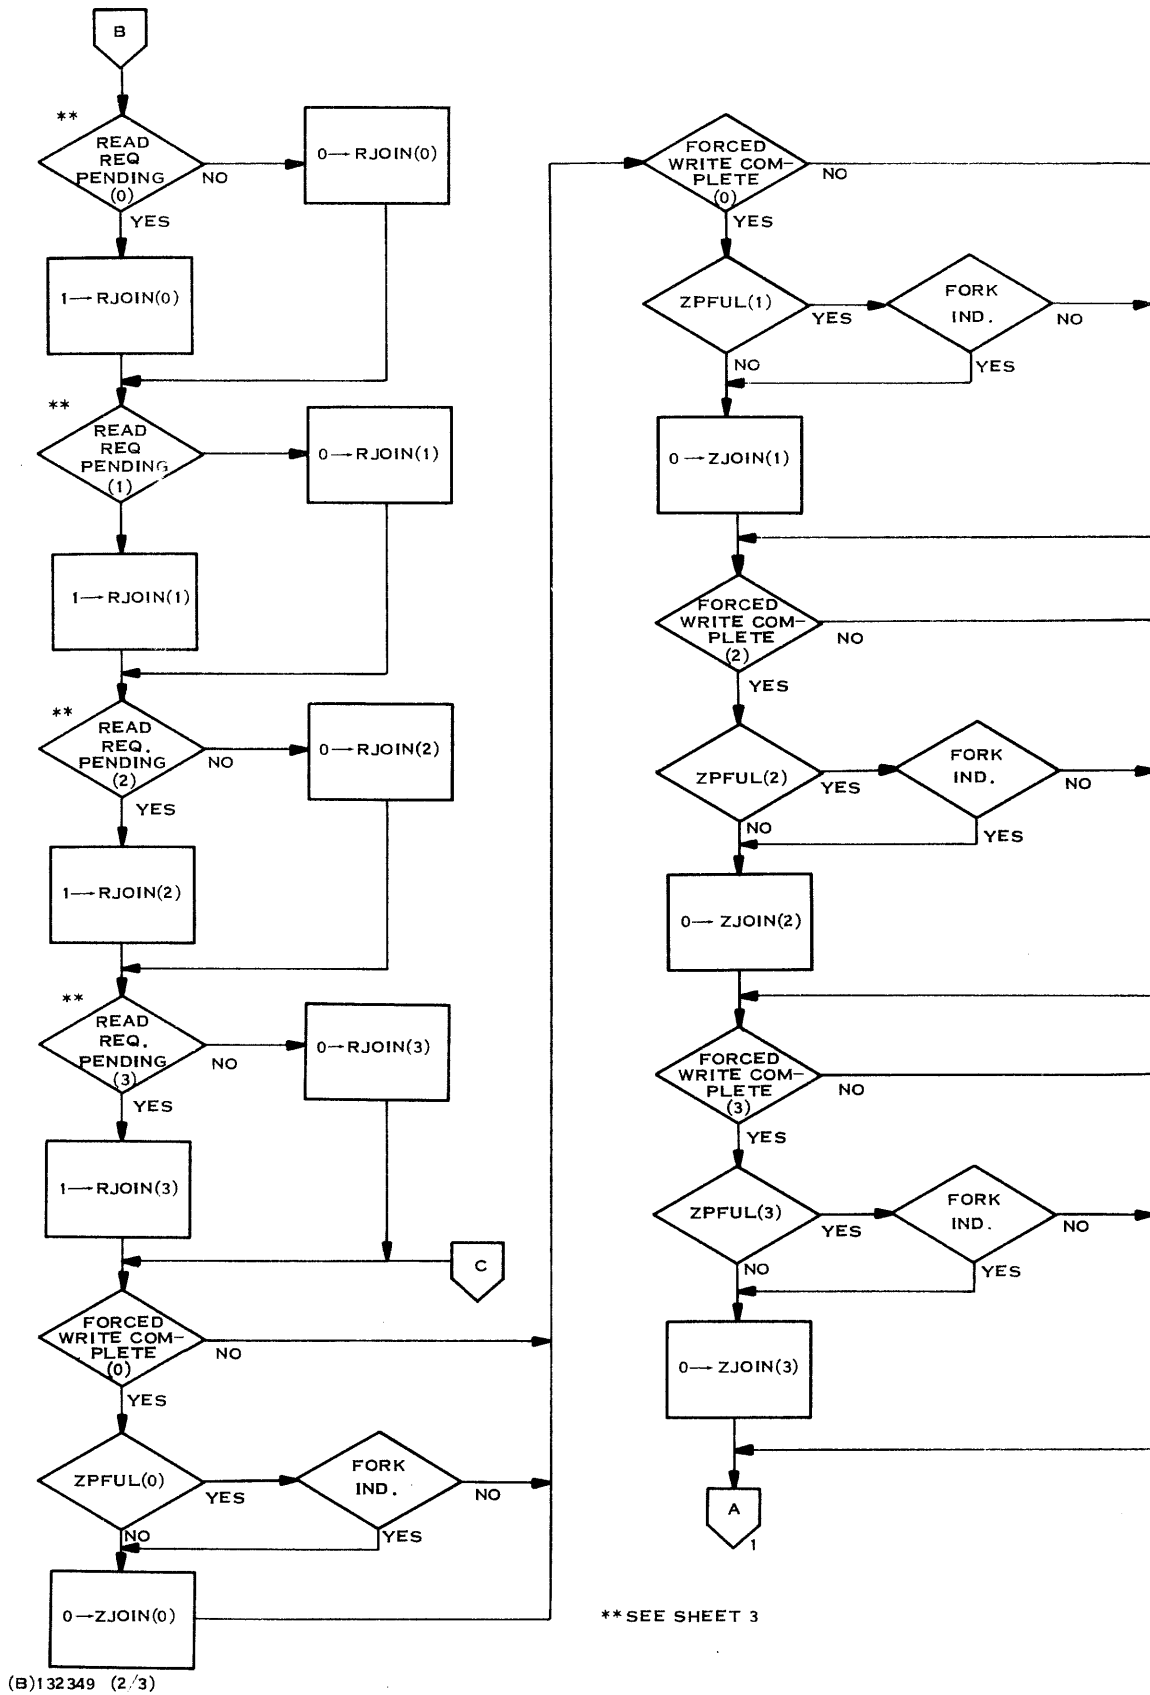 B
**
READ
REQ
PENDING
(0)
NO
0→RJOIN(0)
YES
1→RJOIN(0)
**
READ
REQ
PENDING
(1)
0→RJOIN(1)
1→RJOIN(1)
**
READ
REQ.
PENDING
(2)
NO
0→RJOIN(2)
YES
1→RJOIN(2)
**
READ
REQ.
PENDING
(3)
NO
0→RJOIN(3)
YES
1→RJOIN(3)
C
FORCED
WRITE COM-
PLETE
(0)
NO
YES
ZPFUL(0)
YES
FORK
IND.
NO
NO
YES
0→ZJOIN(0)
FORCED
WRITE COM-
PLETE
(0)
NO
YES
ZPFUL(1)
YES
FORK
IND.
NO
NO
YES
0→ZJOIN(1)
FORCED
WRITE COM-
PLETE
(2)
NO
YES
ZPFUL(2)
YES
FORK
IND.
NO
NO
YES
0→ZJOIN(2)
FORCED
WRITE COM-
PLETE
(3)
NO
YES
ZPFUL(3)
YES
FORK
IND.
NO
NO
YES
0→ZJOIN(3)
A
1
**SEE SHEET 3
(B)132349 (2/3)